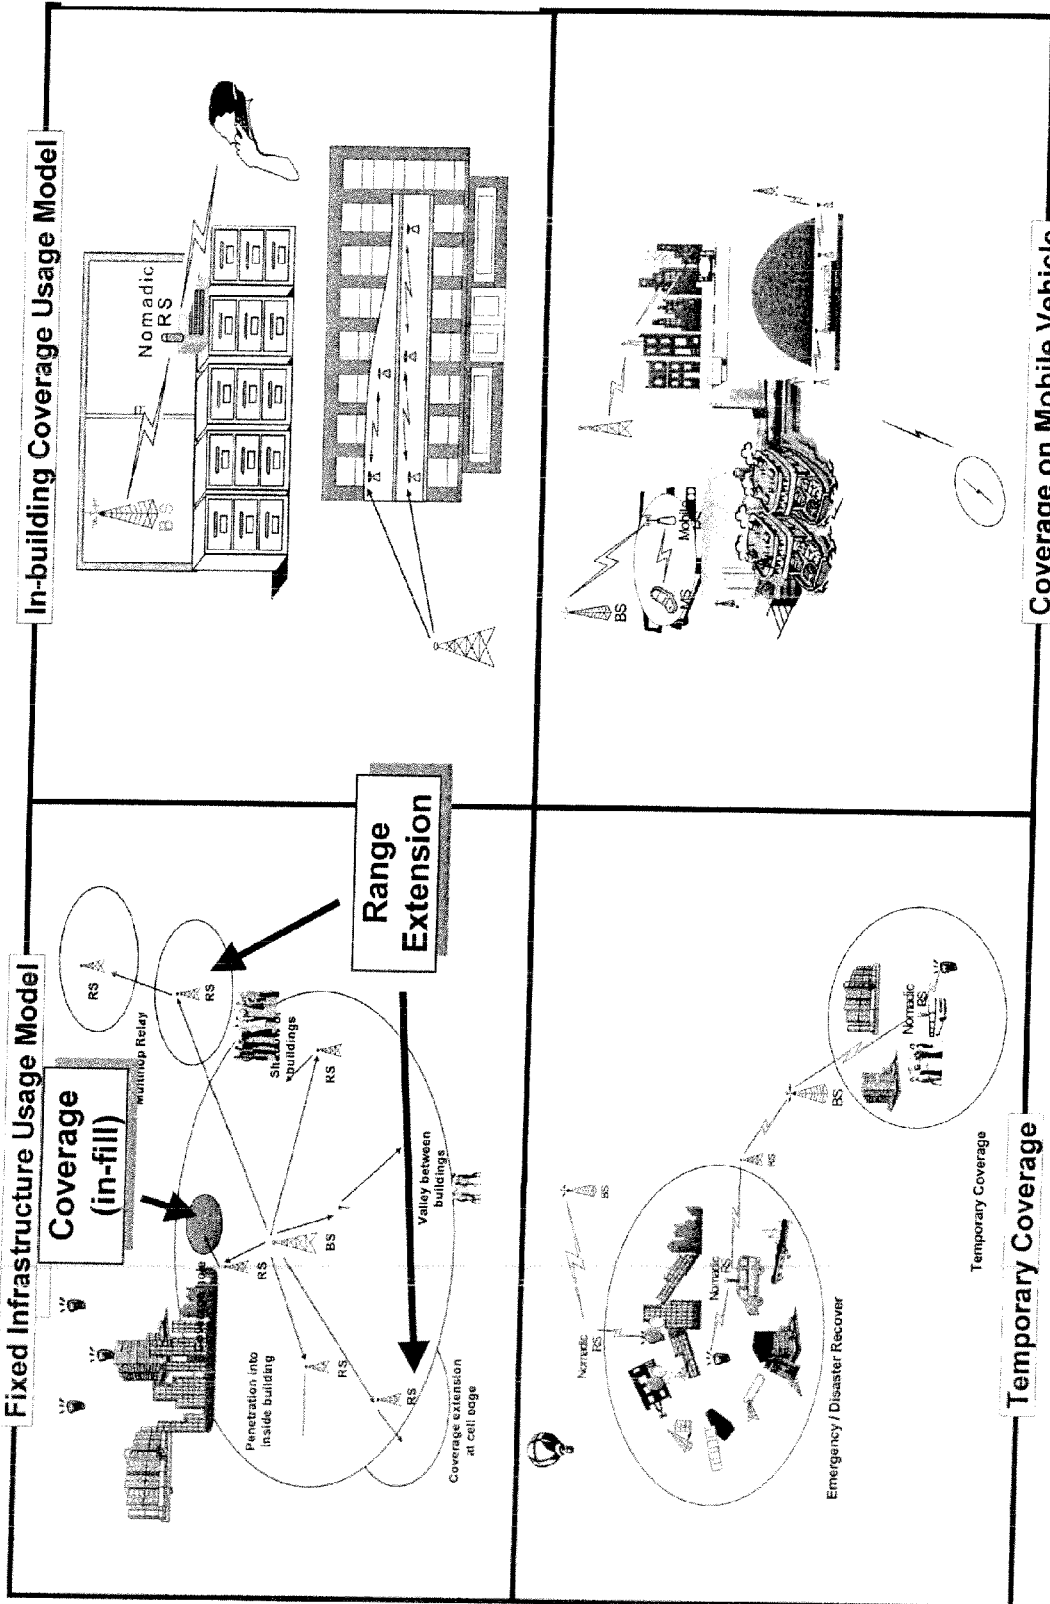 Fixed Infrastructure Usage Model
Coverage
(in-fill)
Multihop Relay
RS
RS
buildings
RS
Range
Extension
RS
BS
Valley between
buildings
Penetration into
inside building
RS
RS
Coverage extension
at cell edge
In-building Coverage Usage Model
BS
Nomadic
RS
Temporary Coverage
Nomadic
RS
BS
Nomadic
RS
RS
BS
Nomadic
RS
Emergency / Disaster Recover
Temporary Coverage
Coverage on Mobile Vehicle
BS
MS
Mobile